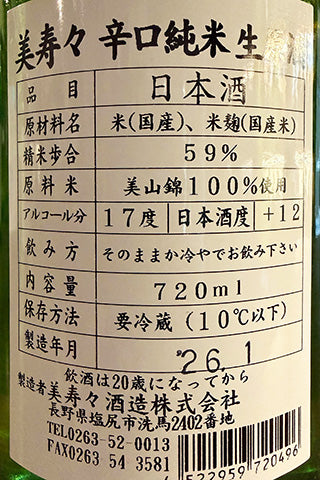 美寿々 辛口純米生
品目 日本酒
原材料名 米(国産)、米麹(国産米)
精米歩合 59%
原料米 美山錦100%使用
アルコール分 17度 日本酒度 +12
飲み方 そのままか冷やでお飲み下さい
内容量 720ml
保存方法 要冷蔵(10℃以下)
製造年月 26.1
飲酒は20歳になってから
製造者 美寿々酒造株式会社
長野県塩尻市洗馬2402番地
TEL0263-52-0013
FAX0263 54 3581
4 522959 720496